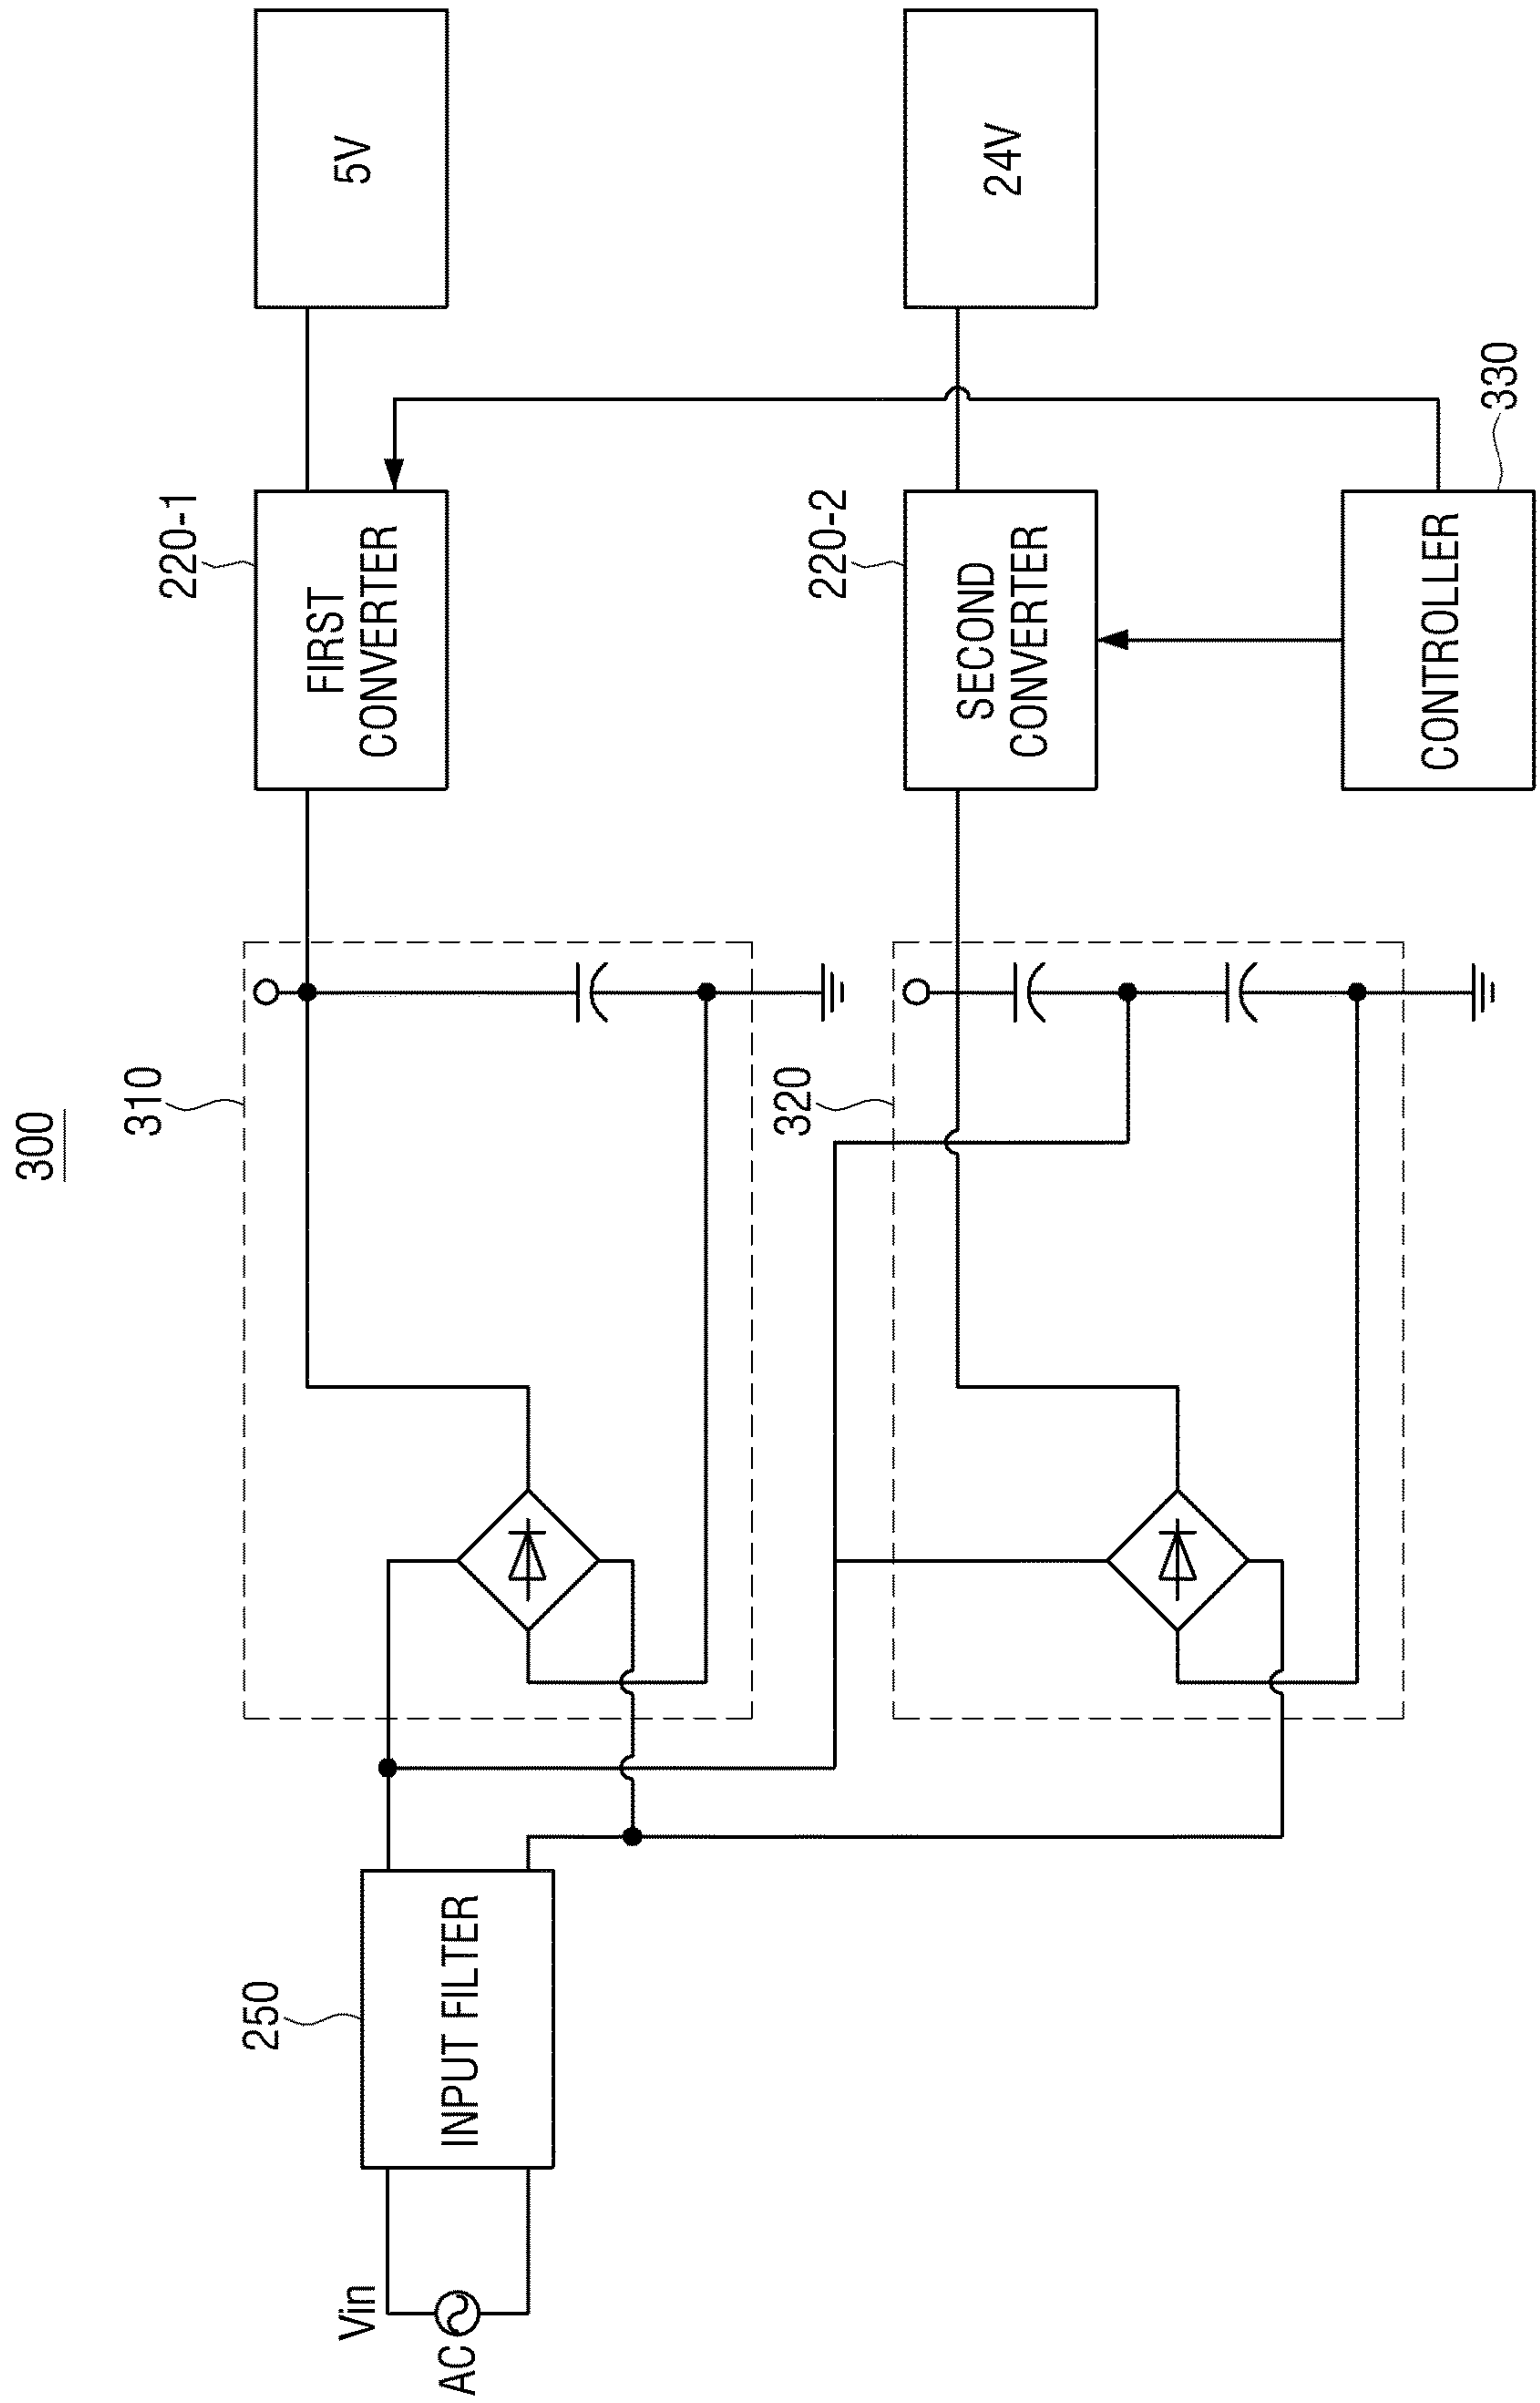 300
310
220-1
5V
FIRST
CONVERTER
250
Vin
AC
INPUT FILTER
320
220-2
24V
SECOND
CONVERTER
330
CONTROLLER